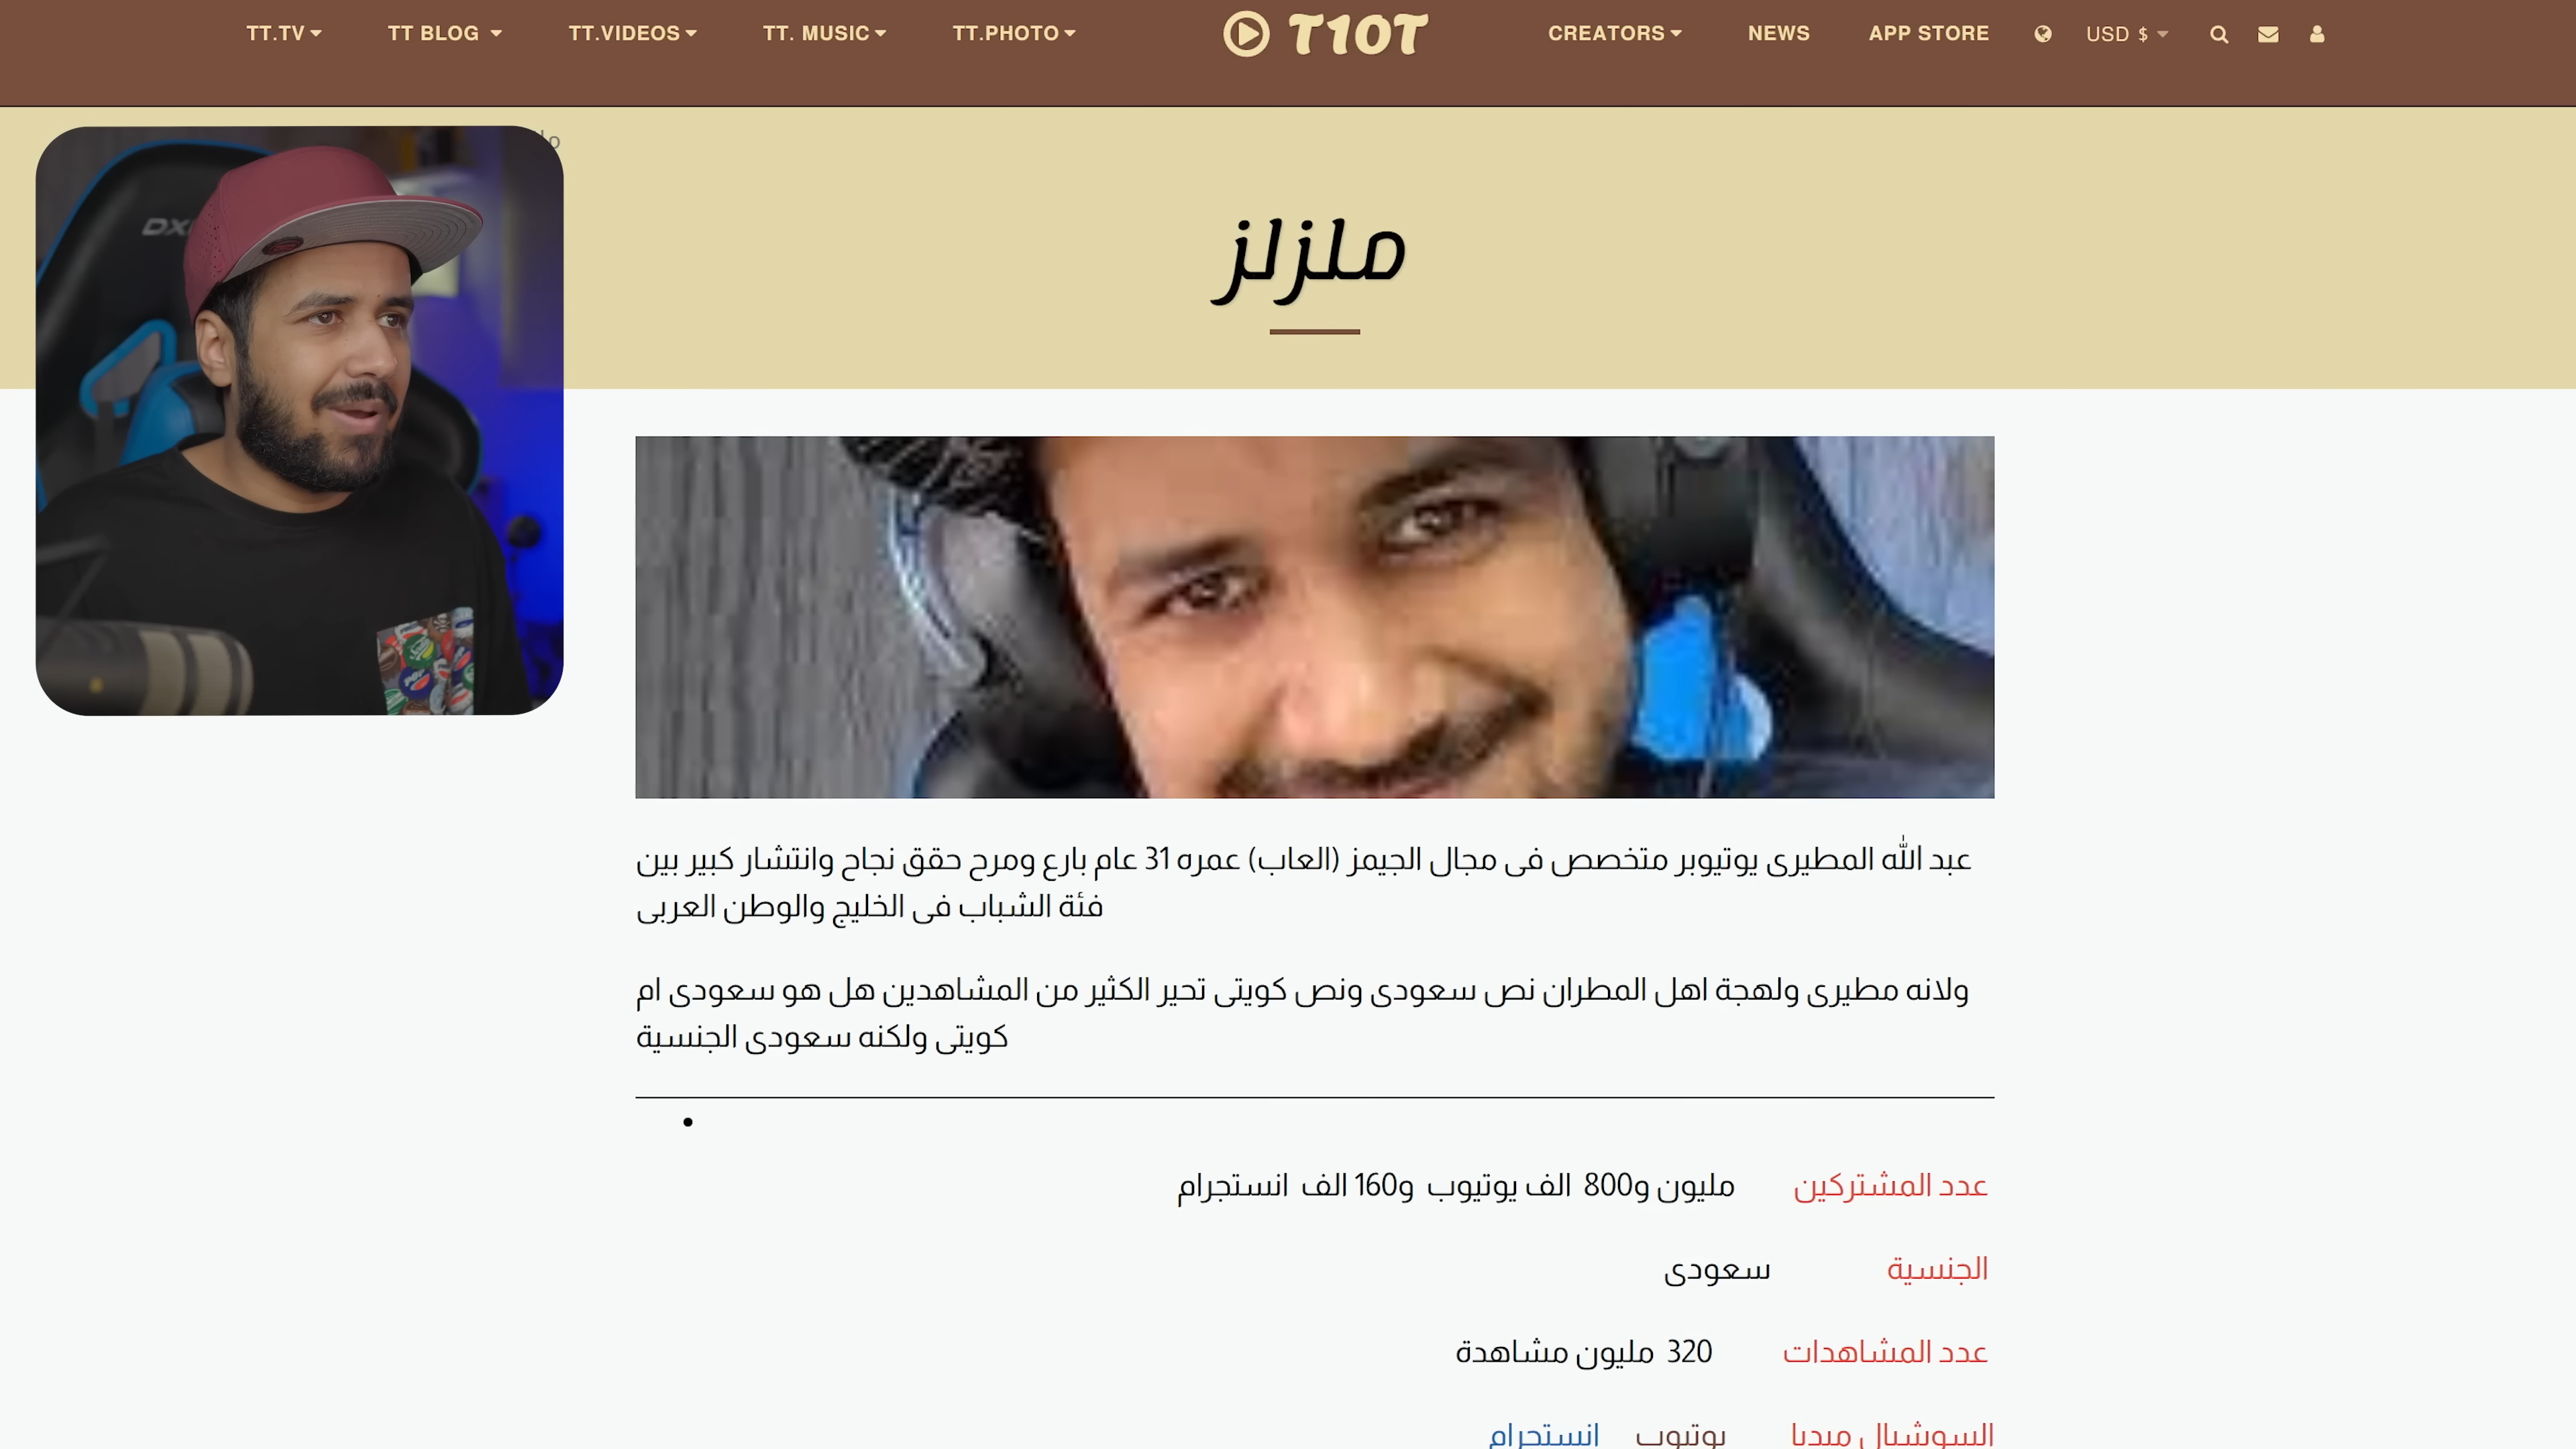 TT.TV TT BLOG TT.VIDEOS TT. MUSIC TT.PHOTO T10T CREATORS NEWS APP STORE USD $
ملزلز
DX
عبد الله المطيرى يوتيوبر متخصص فى مجال الجيمز (العاب) عمره 31 عام بارع ومرح حقق نجاح وانتشار كبير بين
فئة الشباب فى الخليج والوطن العربى
ولانه مطيرى ولهجة اهل المطران نص سعودى ونص كويتى تحير الكثير من المشاهدين هل هو سعودى ام
كويتى ولكنه سعودى الجنسية
عدد المشتركين مليون و800 الف يوتيوب و160 الف انستجرام
الجنسية سعودى
عدد المشاهدات 320 مليون مشاهدة
السوشيال ميديا يوتيوب انستجرام